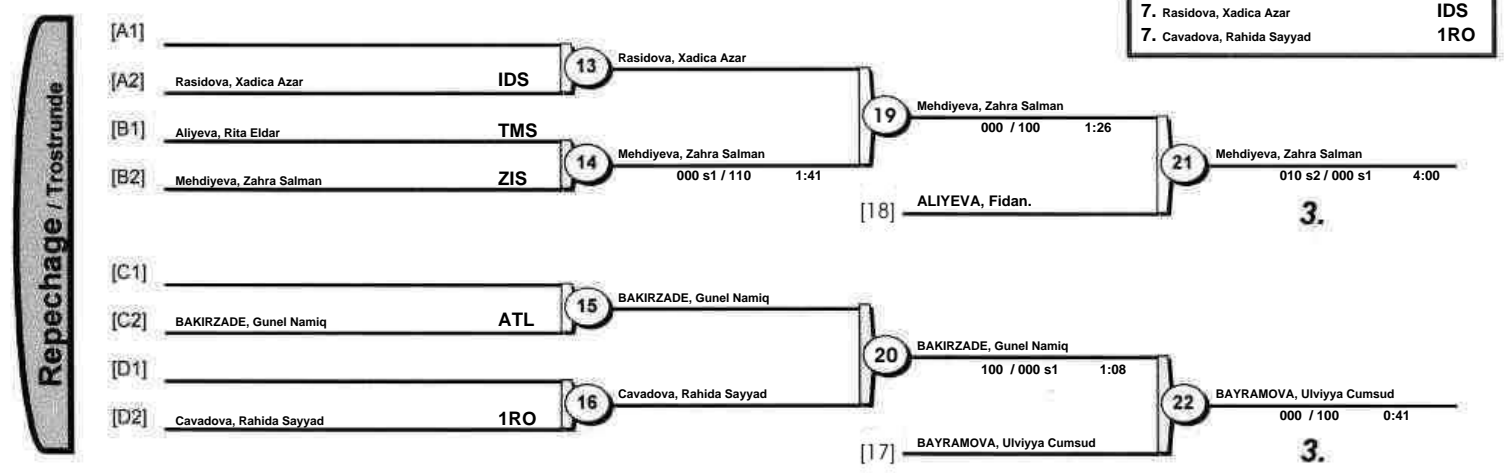 7. Rasidova, Xadica Azar IDS
7. Cavadova, Rahida Sayyad 1RO
Repechage / Trostrunde
[A1]
[A2] Rasidova, Xadica Azar IDS
13 Rasidova, Xadica Azar
[B1] Aliyeva, Rita Eldar TMS
[B2] Mehdiyeva, Zahra Salman ZIS
14 Mehdiyeva, Zahra Salman
000 s1 / 110 1:41
19 Mehdiyeva, Zahra Salman
000 / 100 1:26
[18] ALIYEVA, Fidan.
21 Mehdiyeva, Zahra Salman
010 s2 / 000 s1 4:00
3.
[C1]
[C2] BAKIRZADE, Gunel Namiq ATL
15 BAKIRZADE, Gunel Namiq
[D1]
[D2] Cavadova, Rahida Sayyad 1RO
16 Cavadova, Rahida Sayyad
20 BAKIRZADE, Gunel Namiq
100 / 000 s1 1:08
[17] BAYRAMOVA, Ulviyya Cumsud
22 BAYRAMOVA, Ulviyya Cumsud
000 / 100 0:41
3.